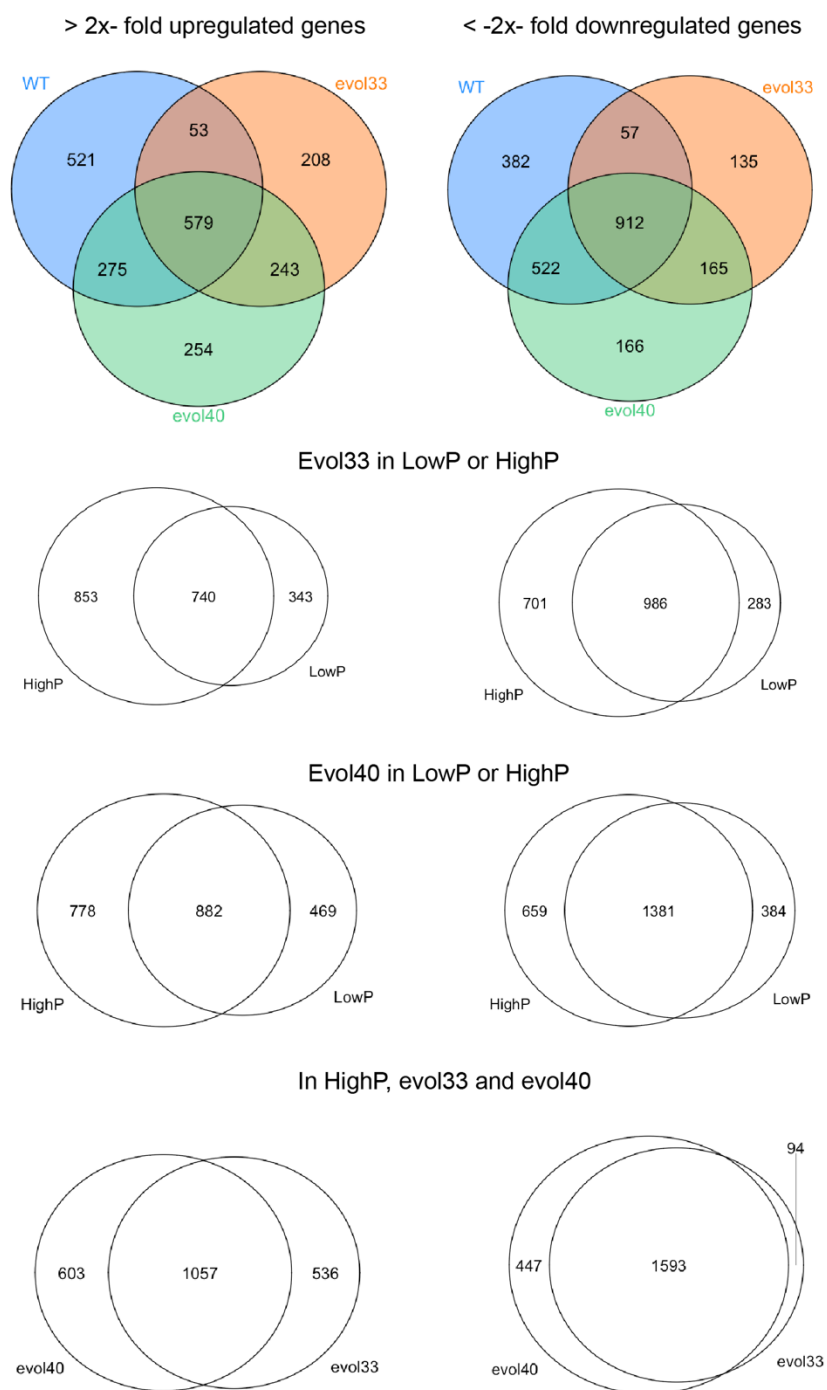 > 2x- fold upregulated genes
< -2x- fold downregulated genes
WT
evol33
53
521
208
579
275
243
254
evol40
WT
evol33
57
382
135
912
522
165
166
evol40
Evol33 in LowP or HighP
853
740
343
HighP
LowP
701
986
283
HighP
LowP
Evol40 in LowP or HighP
778
882
469
HighP
LowP
659
1381
384
HighP
LowP
In HighP, evol33 and evol40
603
1057
536
evol40
evol33
94
447
1593
evol40
evol33